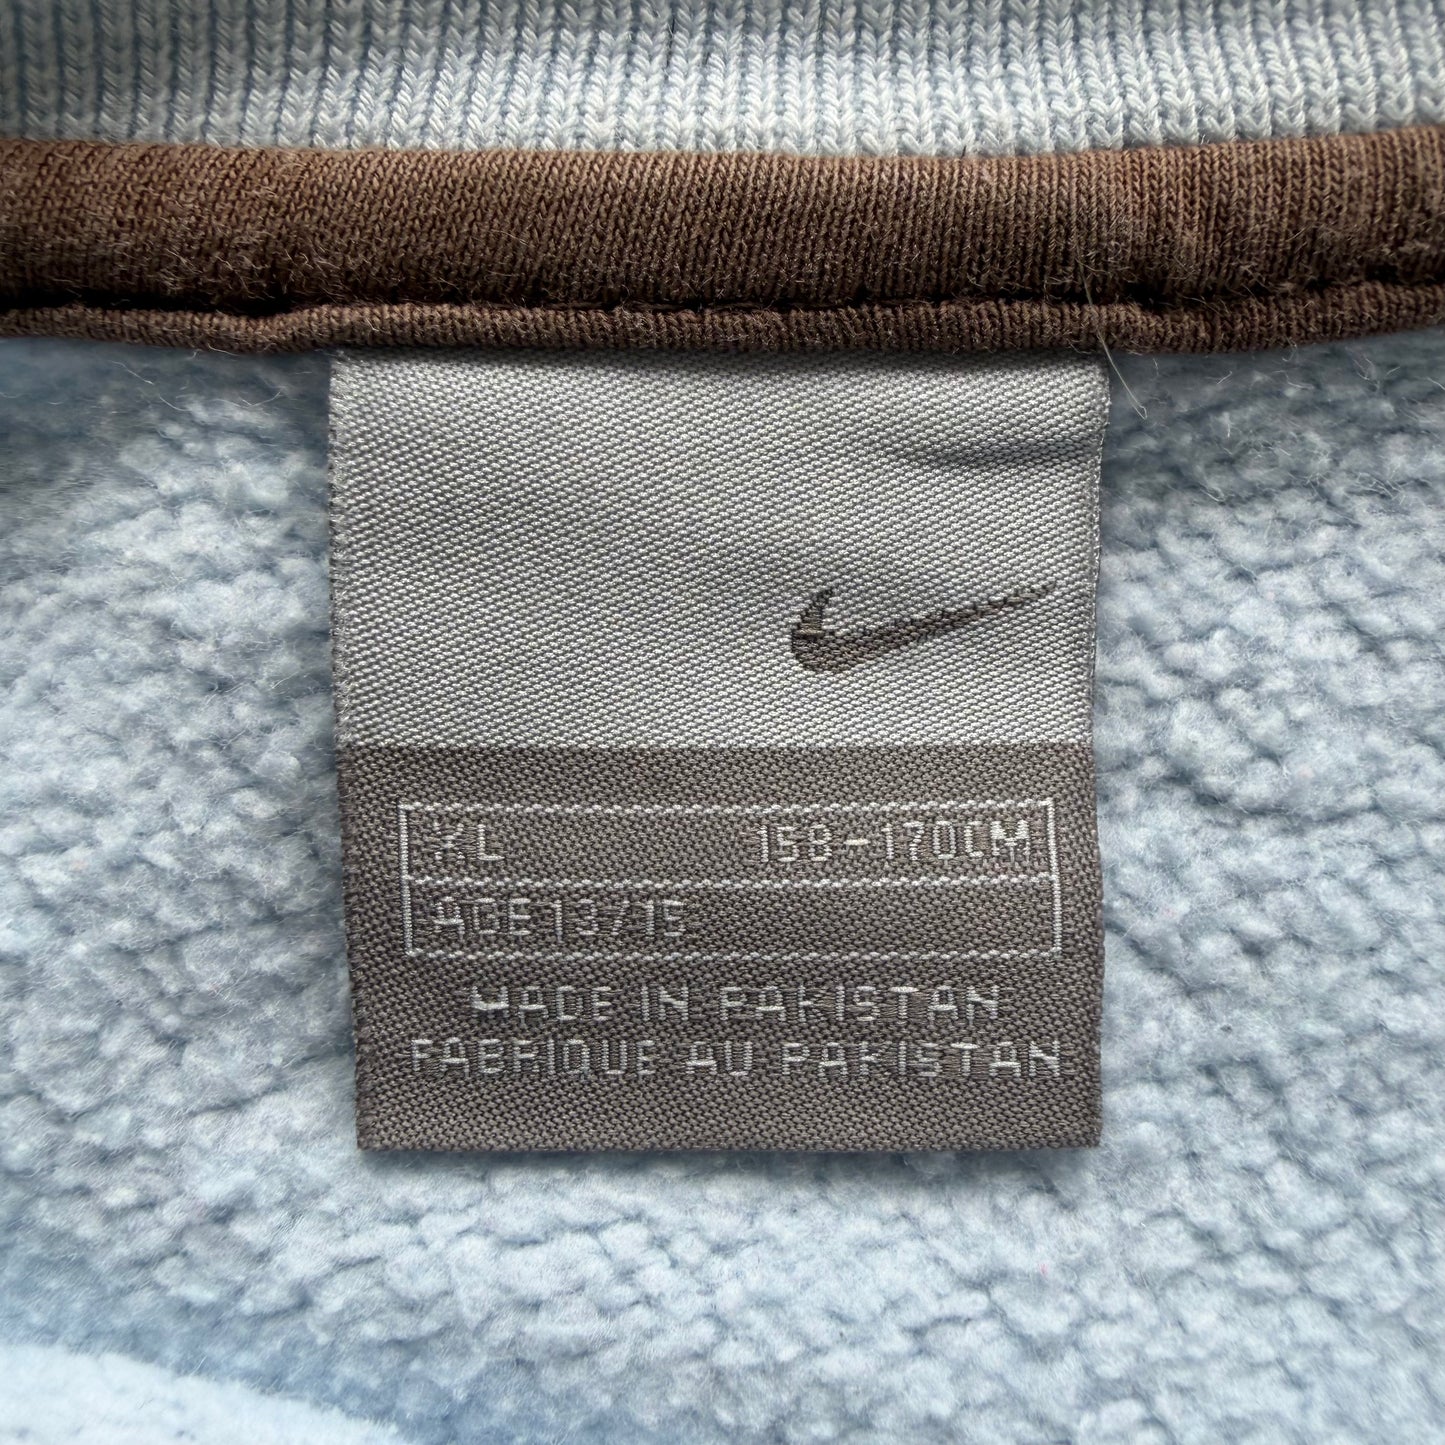 XL 158-170CM
AGE 13/15
MADE IN PAKISTAN
FABRIQUE AU PAKISTAN